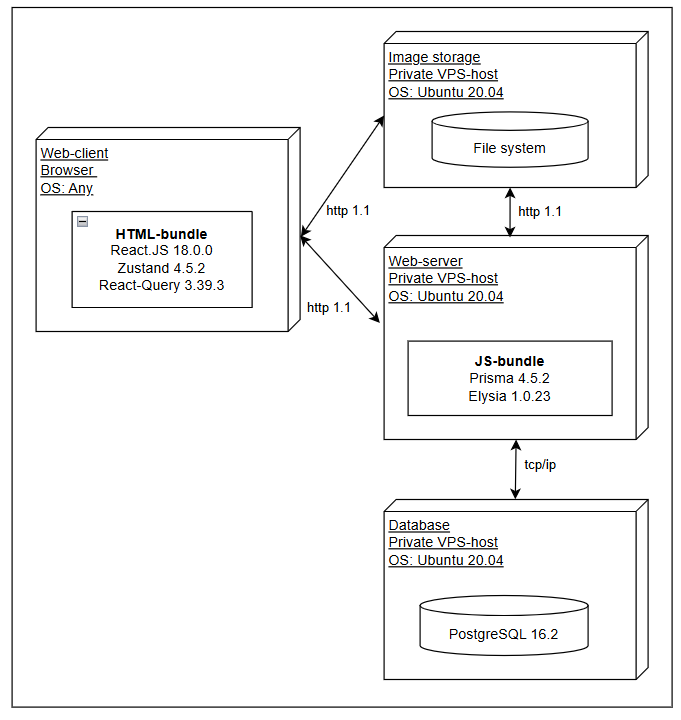 Image storage
Private VPS-host
OS: Ubuntu 20.04
File system
Web-client
Browser
OS: Any
HTML-bundle
React.JS 18.0.0
Zustand 4.5.2
React-Query 3.39.3
http 1.1
http 1.1
http 1.1
Web-server
Private VPS-host
OS: Ubuntu 20.04
JS-bundle
Prisma 4.5.2
Elysia 1.0.23
tcp/ip
Database
Private VPS-host
OS: Ubuntu 20.04
PostgreSQL 16.2